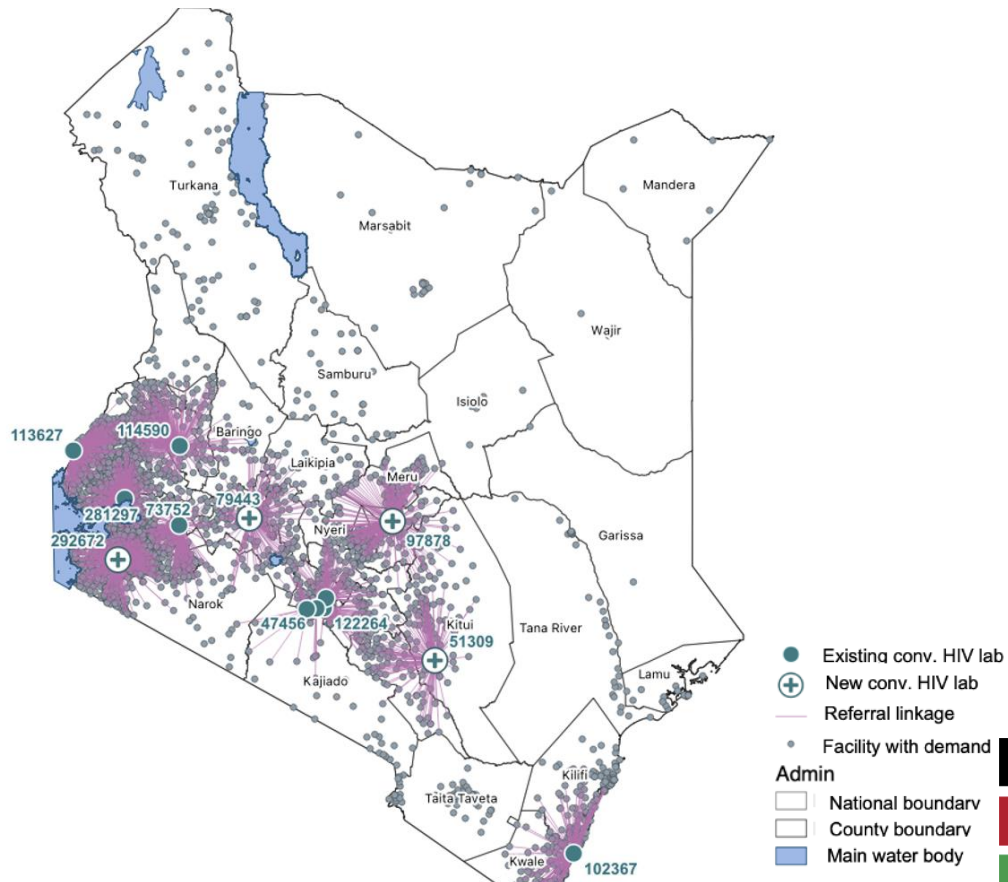 Turkana
Mandera
Marsabit
Wajir
Samburu
Isiolo
113627
114590
Baringo
Laikipia
Meru
79443
281297
73752
Nyeri
292672
97878
Garissa
Narok
47456
122264
Kitui
51309
Tana River
Kajiado
Lamu
Kilifi
Taita Taveta
Kwale
102367
Existing conv. HIV lab
New conv. HIV lab
Referral linkage
Facility with demand
Admin
National boundary
County boundary
Main water body